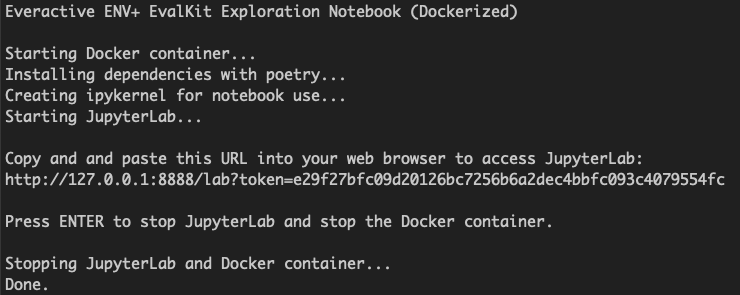 Everactive ENV+ EvalKit Exploration Notebook (Dockerized)
Starting Docker container...
Installing dependencies with poetry...
Creating ipykernel for notebook use...
Starting JupyterLab...
Copy and and paste this URL into your web browser to access JupyterLab:
http://127.0.0.1:8888/lab?token=e29f27bfc09d20126bc7256b6a2dec4bbfc093c4079554fc
Press ENTER to stop JupyterLab and stop the Docker container.
Stopping JupyterLab and Docker container...
Done.